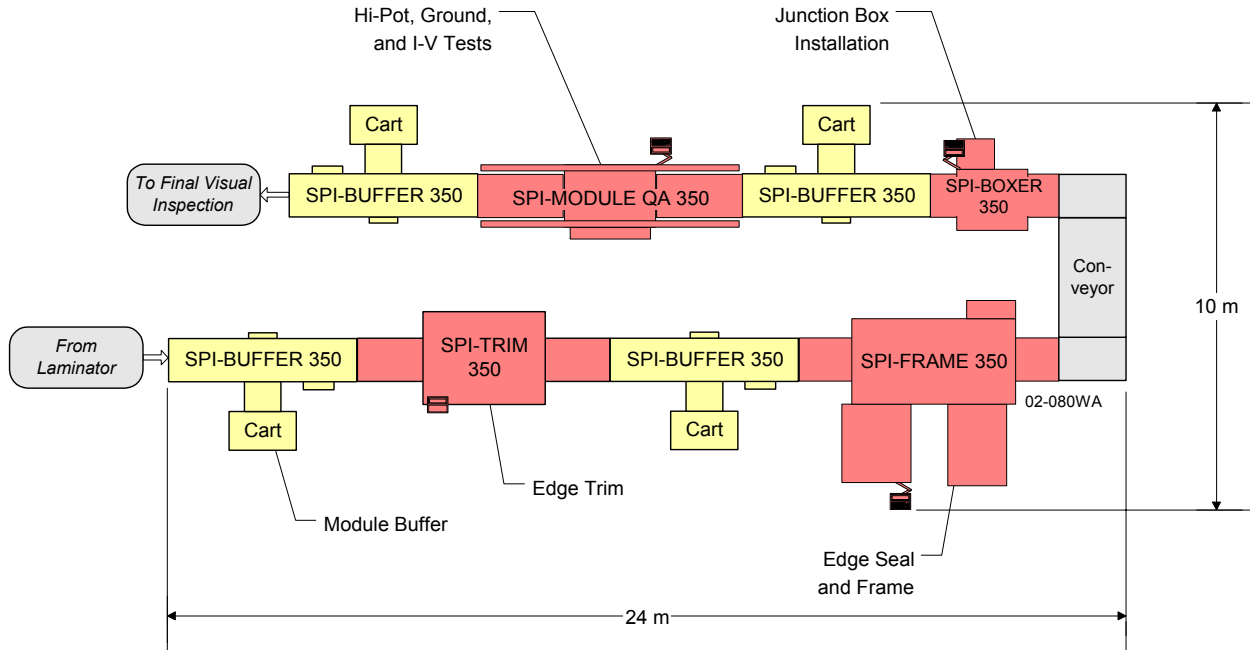 Hi-Pot, Ground,
and I-V Tests
Junction Box
Installation
Cart
Cart
To Final Visual
Inspection
SPI-BUFFER 350
SPI-MODULE QA 350
SPI-BUFFER 350
SPI-BOXER
350
Con-
veyor
10 m
From
Laminator
SPI-BUFFER 350
SPI-TRIM
350
SPI-BUFFER 350
SPI-FRAME 350
02-080WA
Cart
Cart
Edge Trim
Module Buffer
Edge Seal
and Frame
24 m